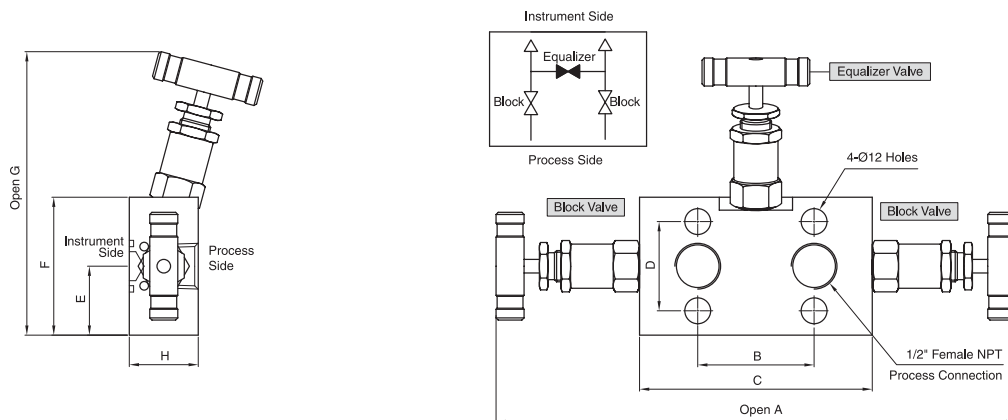 Open G
F
E
Instrument
Side
Process
Side
H
Instrument Side
Equalizer
Block
Block
Process Side
Equalizer Valve
4-Ø12 Holes
Block Valve
Block Valve
D
B
C
Open A
1/2" Female NPT
Process Connection